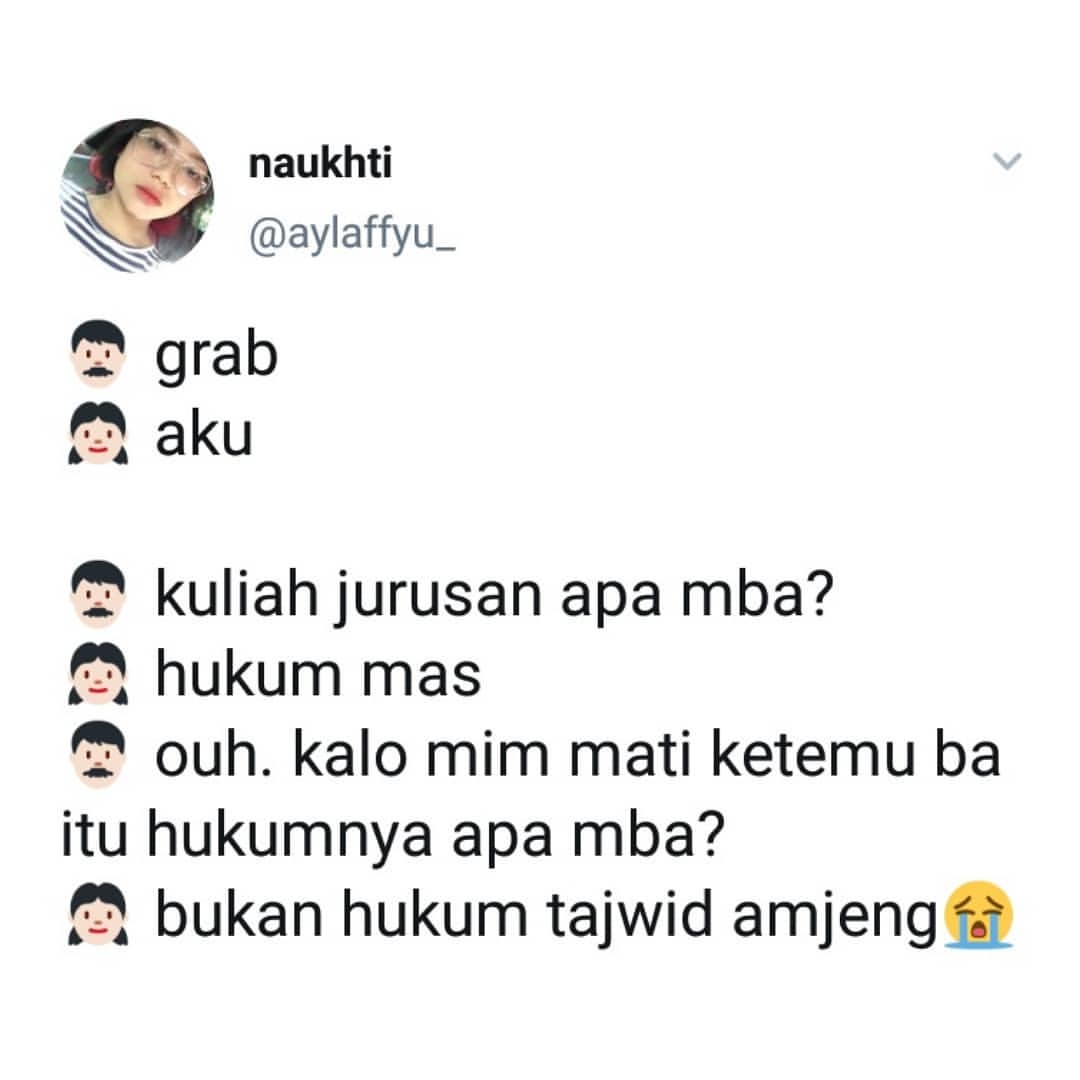 naukhti
@aylaffyu_
👨🏻 grab
👧🏻 aku
👨🏻 kuliah jurusan apa mba?
👧🏻 hukum mas
👨🏻 ouh. kalo mim mati ketemu ba
itu hukumnya apa mba?
👧🏻 bukan hukum tajwid amjeng😭